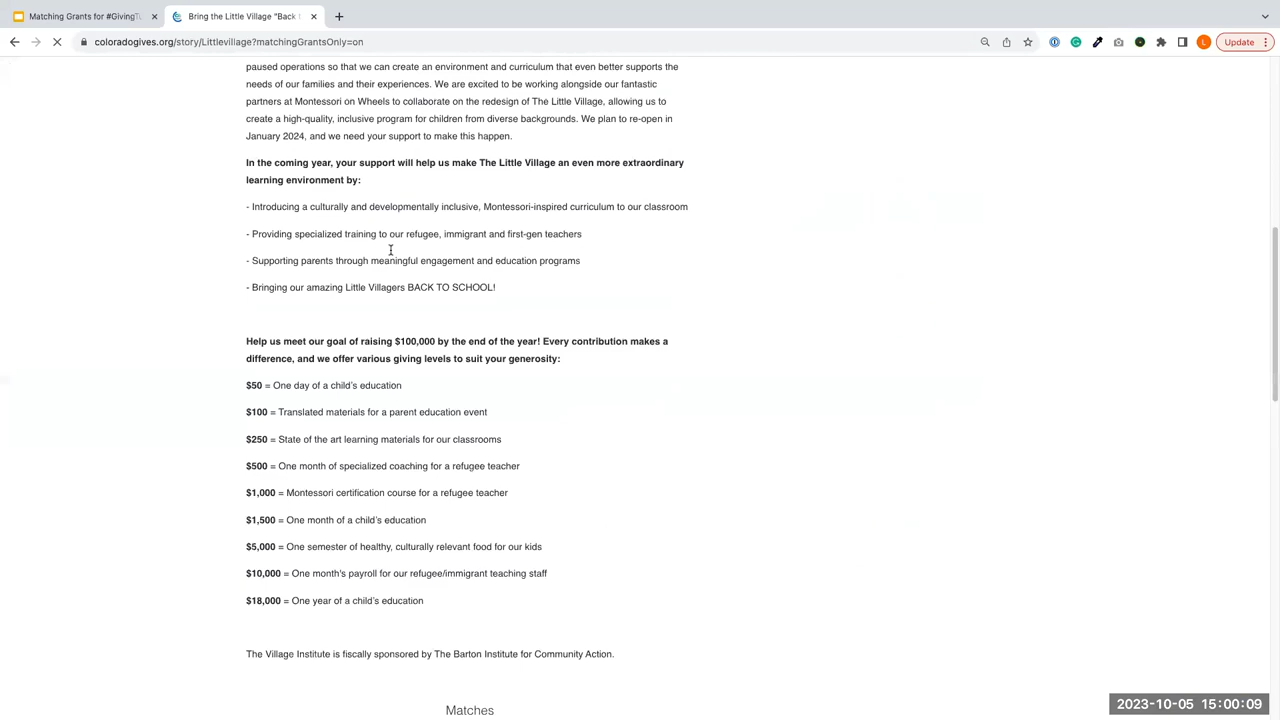 Matching Grants for #GivingTu
Bring the Little Village "Back t
coloradogives.org/story/Littlevillage?matchingGrantsOnly=on
L
Update
paused operations so that we can create an environment and curriculum that even better supports the
needs of our families and their experiences. We are excited to be working alongside our fantastic
partners at Montessori on Wheels to collaborate on the redesign of The Little Village, allowing us to
create a high-quality, inclusive program for children from diverse backgrounds. We plan to re-open in
January 2024, and we need your support to make this happen.
In the coming year, your support will help us make The Little Village an even more extraordinary
learning environment by:
- Introducing a culturally and developmentally inclusive, Montessori-inspired curriculum to our classroom
- Providing specialized training to our refugee, immigrant and first-gen teachers
- Supporting parents through meaningful engagement and education programs
- Bringing our amazing Little Villagers BACK TO SCHOOL!
Help us meet our goal of raising $100,000 by the end of the year! Every contribution makes a
difference, and we offer various giving levels to suit your generosity:
$50 = One day of a child's education
$100 = Translated materials for a parent education event
$250 = State of the art learning materials for our classrooms
$500 = One month of specialized coaching for a refugee teacher
$1,000 = Montessori certification course for a refugee teacher
$1,500 = One month of a child's education
$5,000 = One semester of healthy, culturally relevant food for our kids
$10,000 = One month's payroll for our refugee/immigrant teaching staff
$18,000 = One year of a child's education
The Village Institute is fiscally sponsored by The Barton Institute for Community Action.
Matches
2023-10-05 15:00:09